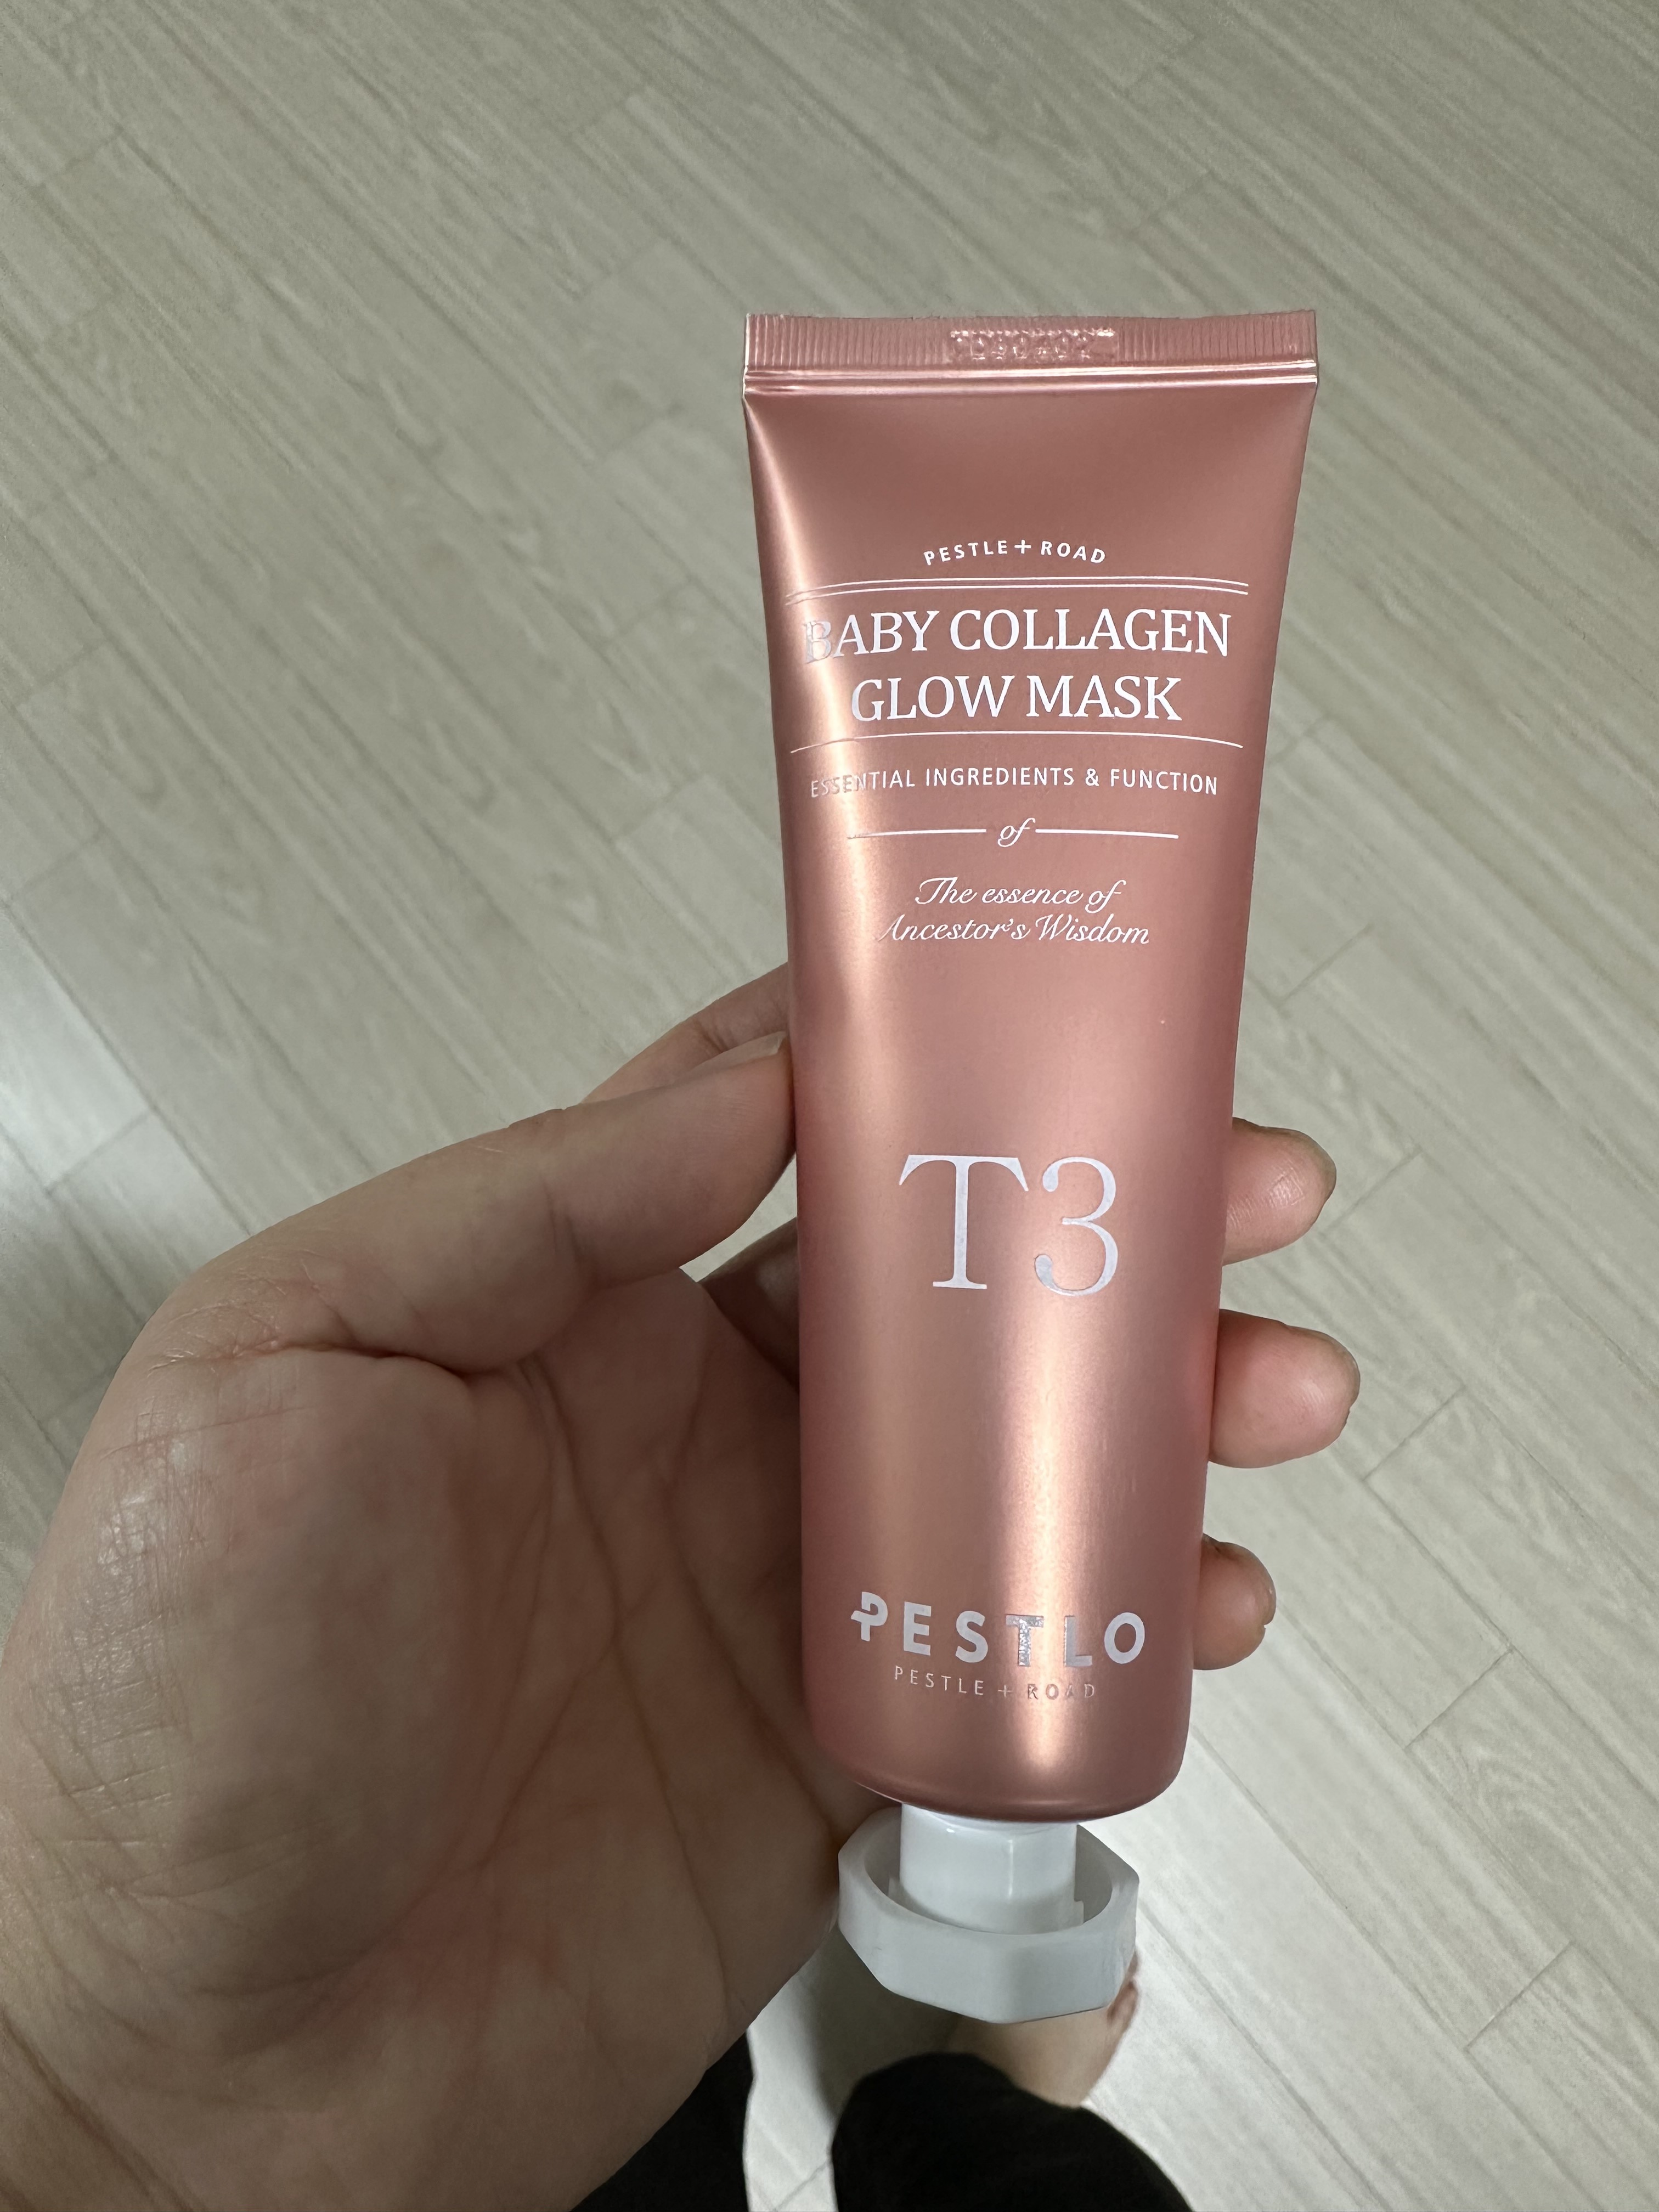 PESTLE+ROAD
BABY COLLAGEN
GLOW MASK
ESSENTIAL INGREDIENTS & FUNCTION
of
The essence of
Ancestor's Wisdom
T3
PESTLO
PESTLE + ROAD